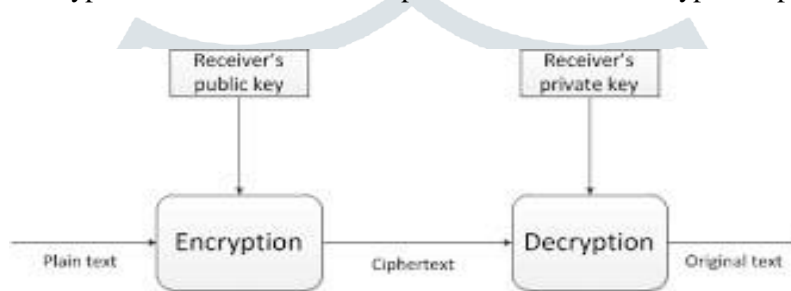 Receiver's
public key
Receiver's
private key
Encryption
Decryption
Plain text
Ciphertext
Original text